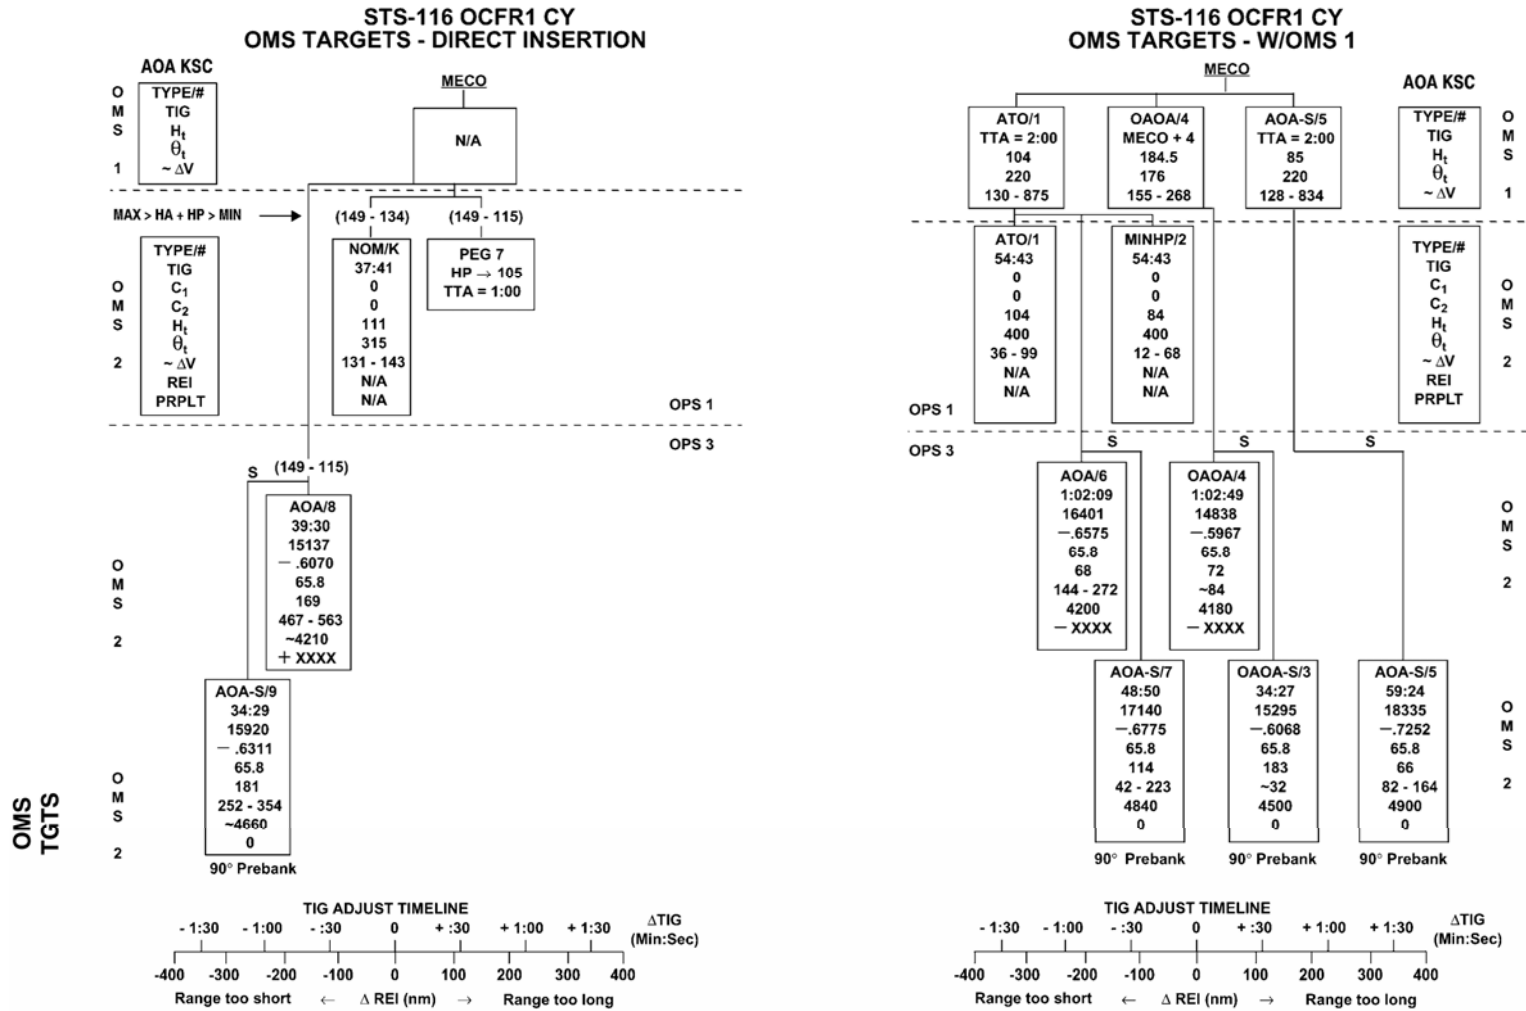 STS-116 OCFR1 CY
OMS TARGETS - DIRECT INSERTION
AOA KSC
MECO
O
M
S
1
TYPE/#
TIG
Ht
θt
~ ΔV
N/A
MAX > HA + HP > MIN
(149 - 134)
(149 - 115)
O
M
S
2
TYPE/#
TIG
C1
C2
Ht
θt
~ ΔV
REI
PRPLT
NOM/K
37:41
0
0
111
315
131 - 143
N/A
N/A
PEG 7
HP → 105
TTA = 1:00
OPS 1
OPS 3
S
(149 - 115)
O
M
S
2
AOA/8
39:30
15137
– .6070
65.8
169
467 - 563
~4210
+ XXXX
O
M
S
2
AOA-S/9
34:29
15920
– .6311
65.8
181
252 - 354
~4660
0
90° Prebank
OMS
TGTS
TIG ADJUST TIMELINE
- 1:30 - 1:00 - :30 0 + :30 + 1:00 + 1:30
ΔTIG
(Min:Sec)
-400 -300 -200 -100 0 100 200 300 400
Range too short ← Δ REI (nm) → Range too long
STS-116 OCFR1 CY
OMS TARGETS - W/OMS 1
MECO
AOA KSC
ATO/1
TTA = 2:00
104
220
130 - 875
OAOA/4
MECO + 4
184.5
176
155 - 268
AOA-S/5
TTA = 2:00
85
220
128 - 834
TYPE/#
TIG
Ht
θt
~ ΔV
O
M
S
1
ATO/1
54:43
0
0
104
400
36 - 99
N/A
N/A
MINHP/2
54:43
0
0
84
400
12 - 68
N/A
N/A
TYPE/#
TIG
C1
C2
Ht
θt
~ ΔV
REI
PRPLT
O
M
S
2
OPS 1
OPS 3
S
S
S
AOA/6
1:02:09
16401
–.6575
65.8
68
144 - 272
4200
– XXXX
OAOA/4
1:02:49
14838
–.5967
65.8
72
~84
4180
– XXXX
O
M
S
2
AOA-S/7
48:50
17140
–.6775
65.8
114
42 - 223
4840
0
90° Prebank
OAOA-S/3
34:27
15295
–.6068
65.8
183
~32
4500
0
90° Prebank
AOA-S/5
59:24
18335
–.7252
65.8
66
82 - 164
4900
0
90° Prebank
O
M
S
2
TIG ADJUST TIMELINE
- 1:30 - 1:00 - :30 0 + :30 + 1:00 + 1:30
ΔTIG
(Min:Sec)
-400 -300 -200 -100 0 100 200 300 400
Range too short ← Δ REI (nm) → Range too long